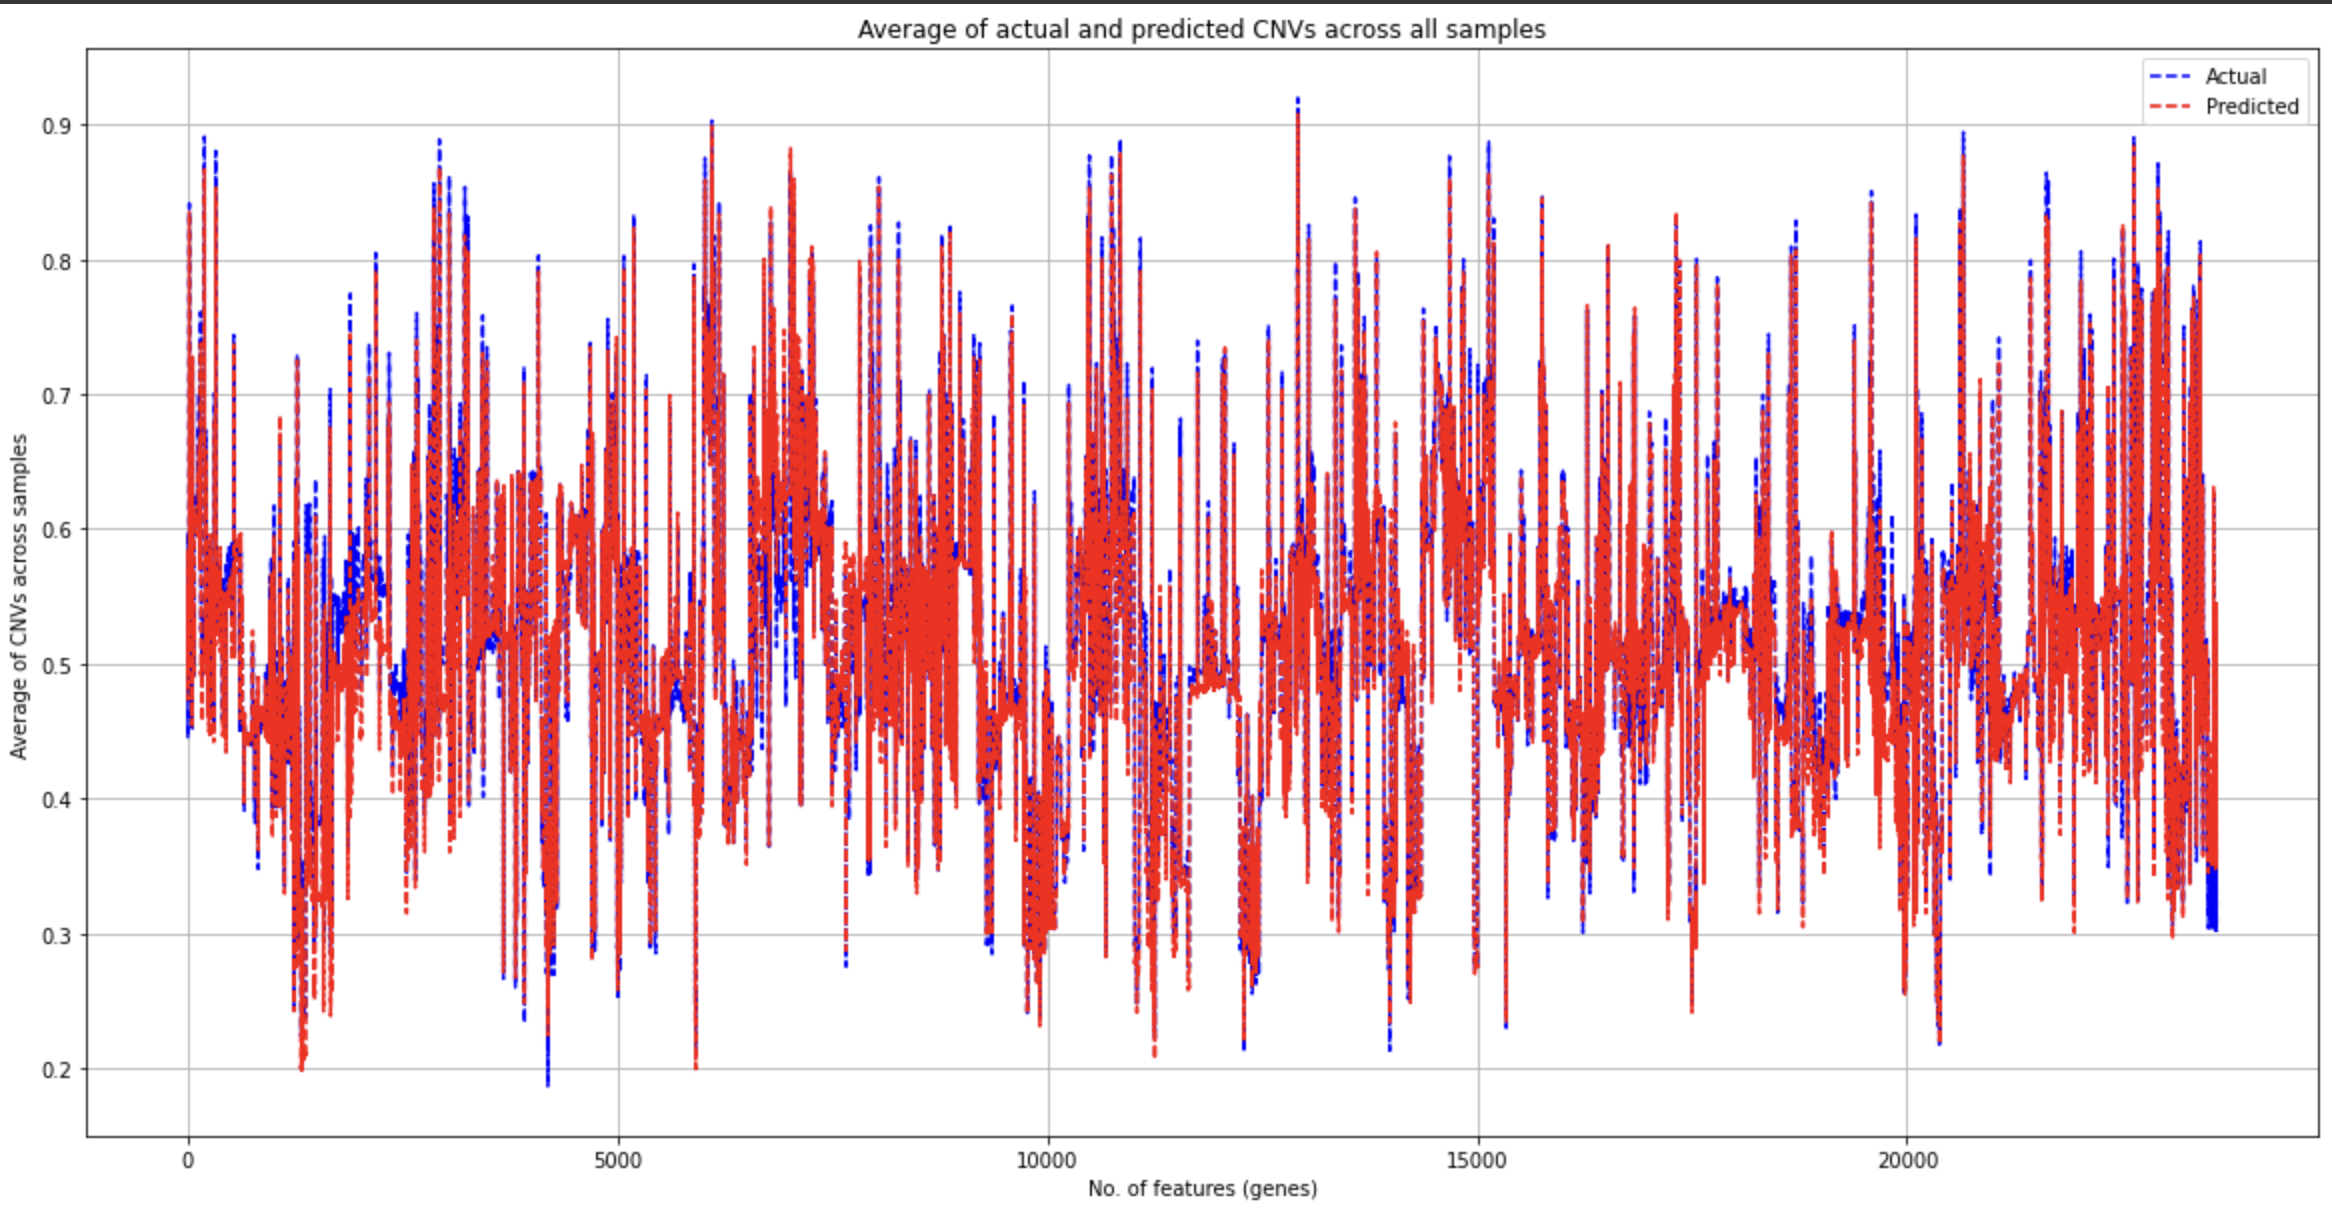 Average of actual and predicted CNVs across all samples
Actual
Predicted
Average of CNVs across samples
0.9
0.8
0.7
0.6
0.5
0.4
0.3
0.2
0
5000
10000
15000
20000
No. of features (genes)